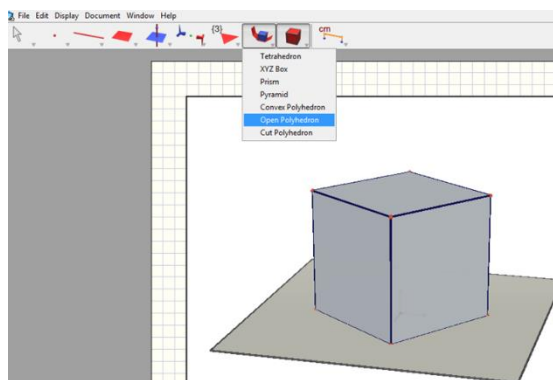 File Edit Display Document Window Help
{3}
cm
Tetrahedron
XYZ Box
Prism
Pyramid
Convex Polyhedron
Open Polyhedron
Cut Polyhedron